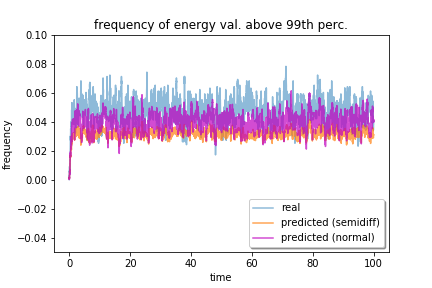 frequency of energy val. above 99th perc.
0.10
0.08
0.06
0.04
0.02
0.00
−0.02
−0.04
frequency
real
predicted (semidiff)
predicted (normal)
0 20 40 60 80 100
time